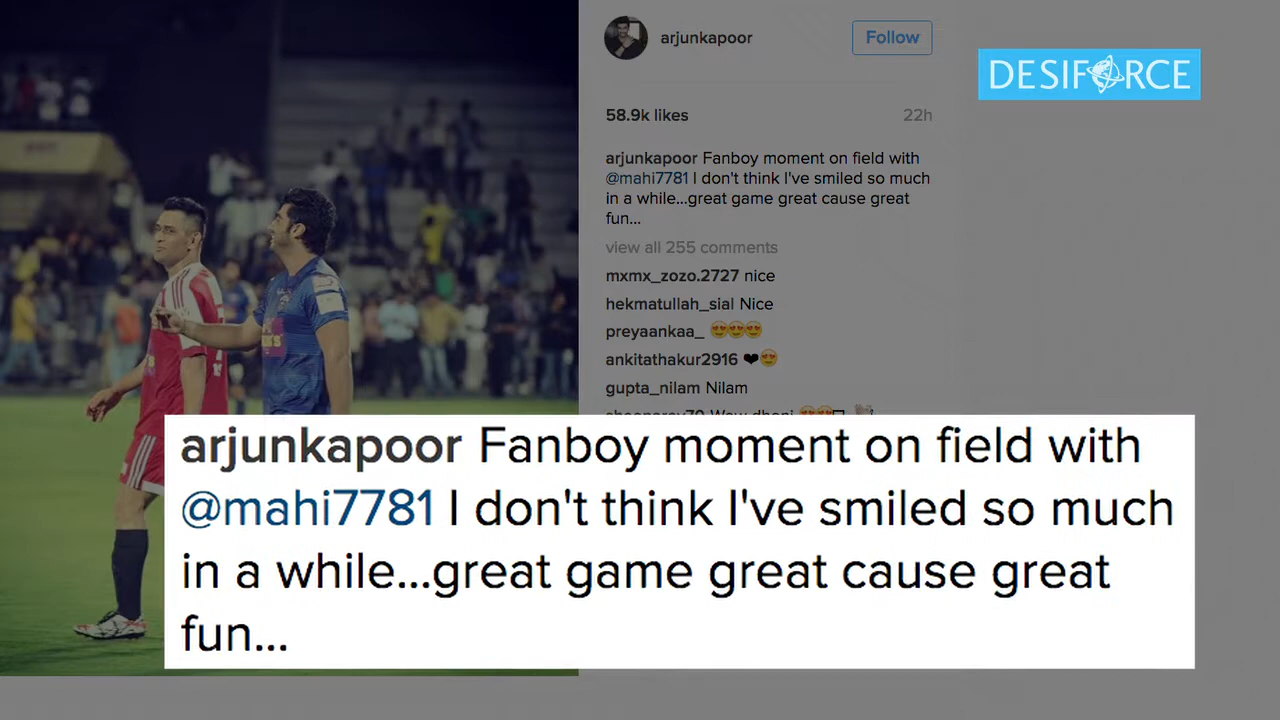 arjunkapoor
Follow
DESIFORCE
58.9k likes
22h
arjunkapoor Fanboy moment on field with
@mahi7781 I don't think I've smiled so much
in a while...great game great cause great
fun...
view all 255 comments
mxmx_zozo.2727 nice
hekmatullah_sial Nice
preyaankaa_ 😍😍😍
ankitathakur2916 ❤😍
gupta_nilam Nilam
Wow dhoni
arjunkapoor Fanboy moment on field with
@mahi7781 I don't think I've smiled so much
in a while...great game great cause great
fun...